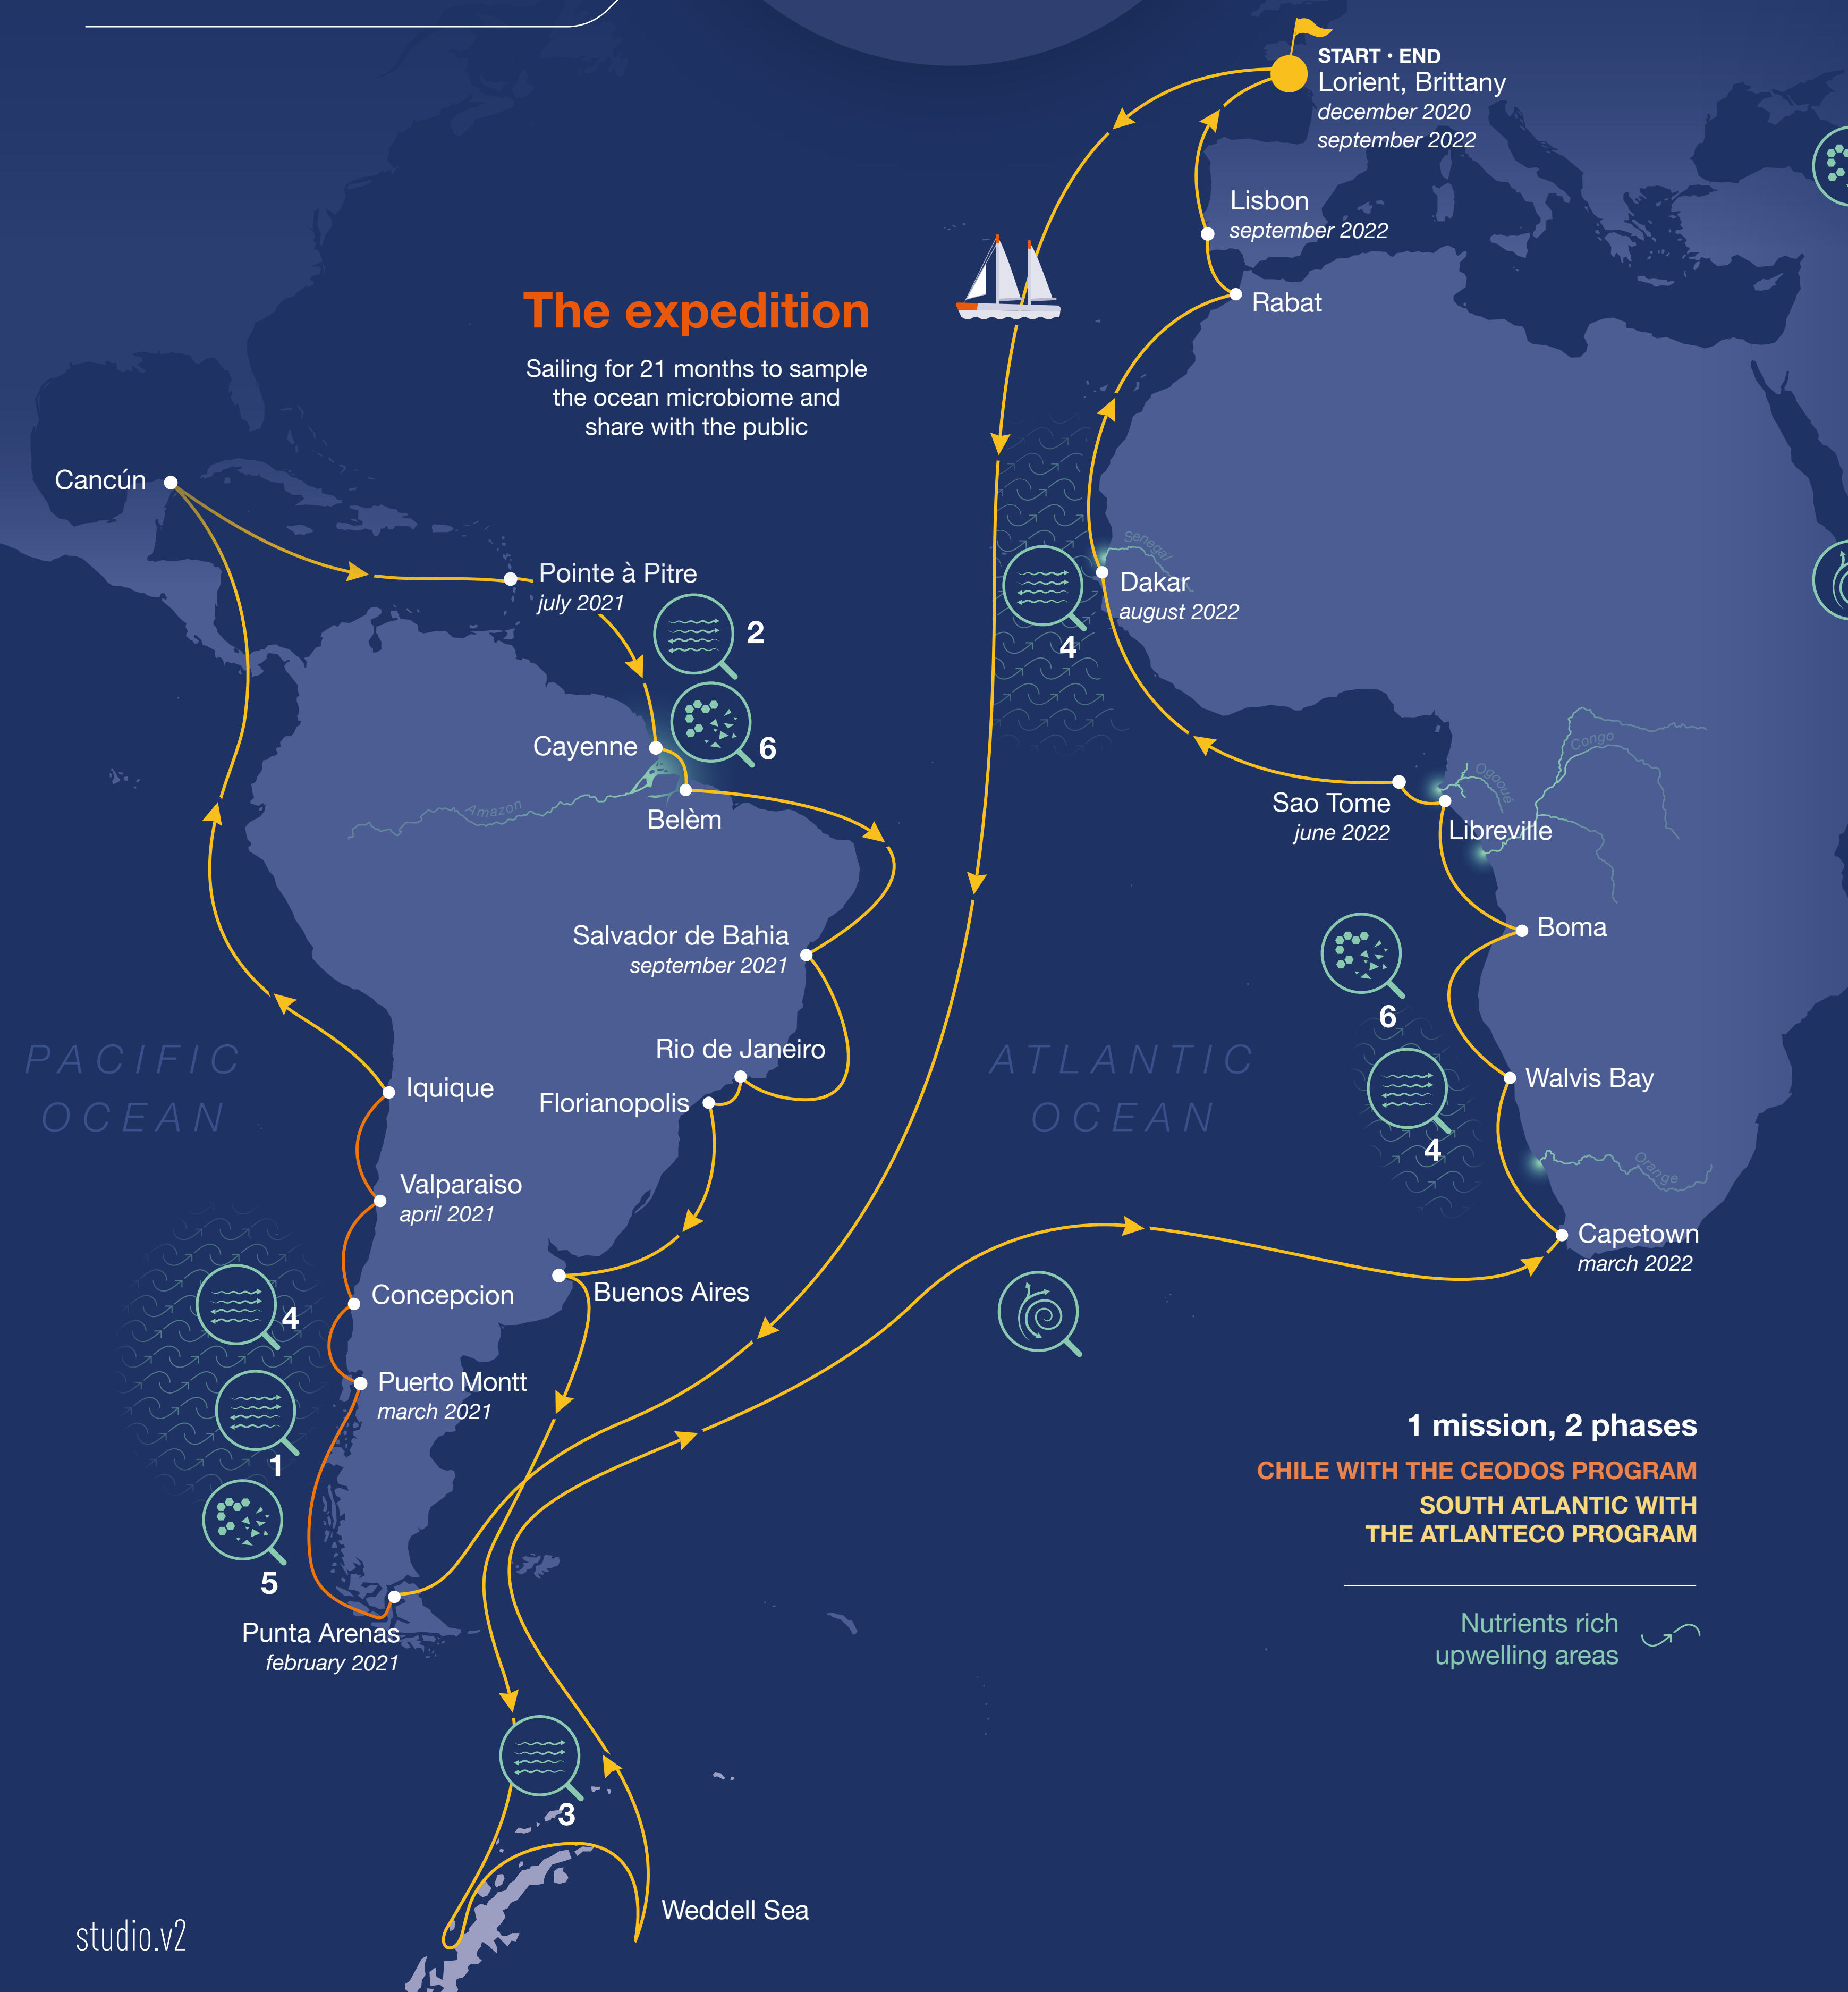 START • END
Lorient, Brittany
december 2020
september 2022
Lisbon
september 2022
Rabat
The expedition
Sailing for 21 months to sample
the ocean microbiome and
share with the public
Cancún
Pointe à Pitre
july 2021
2
6
Senegal
Dakar
august 2022
4
Cayenne
Amazon
Belèm
Congo
Ogooué
Sao Tome
june 2022
Libreville
Salvador de Bahia
september 2021
Boma
6
Rio de Janeiro
Florianopolis
PACIFIC
OCEAN
ATLANTIC
OCEAN
Iquique
Walvis Bay
4
Orange
Valparaiso
april 2021
Capetown
march 2022
Concepcion
4
Buenos Aires
Puerto Montt
march 2021
1
5
1 mission, 2 phases
CHILE WITH THE CEODOS PROGRAM
SOUTH ATLANTIC WITH
THE ATLANTECO PROGRAM
Nutrients rich
upwelling areas
Punta Arenas
february 2021
3
Weddell Sea
studio.v2